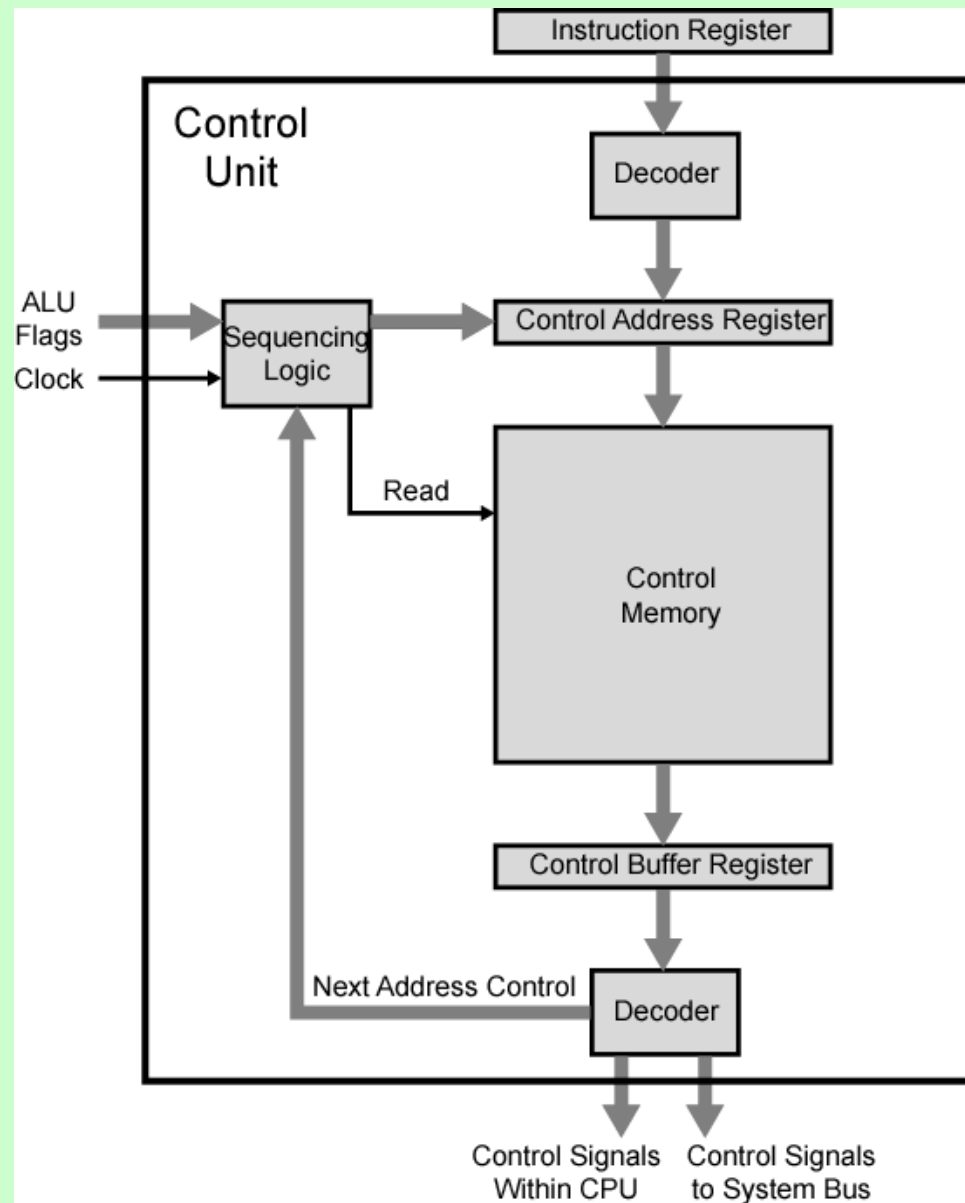 Instruction Register
Control
Unit
Decoder
ALU
Flags
Clock
Sequencing
Logic
Control Address Register
Read
Control
Memory
Control Buffer Register
Next Address Control
Decoder
Control Signals
Within CPU
Control Signals
to System Bus